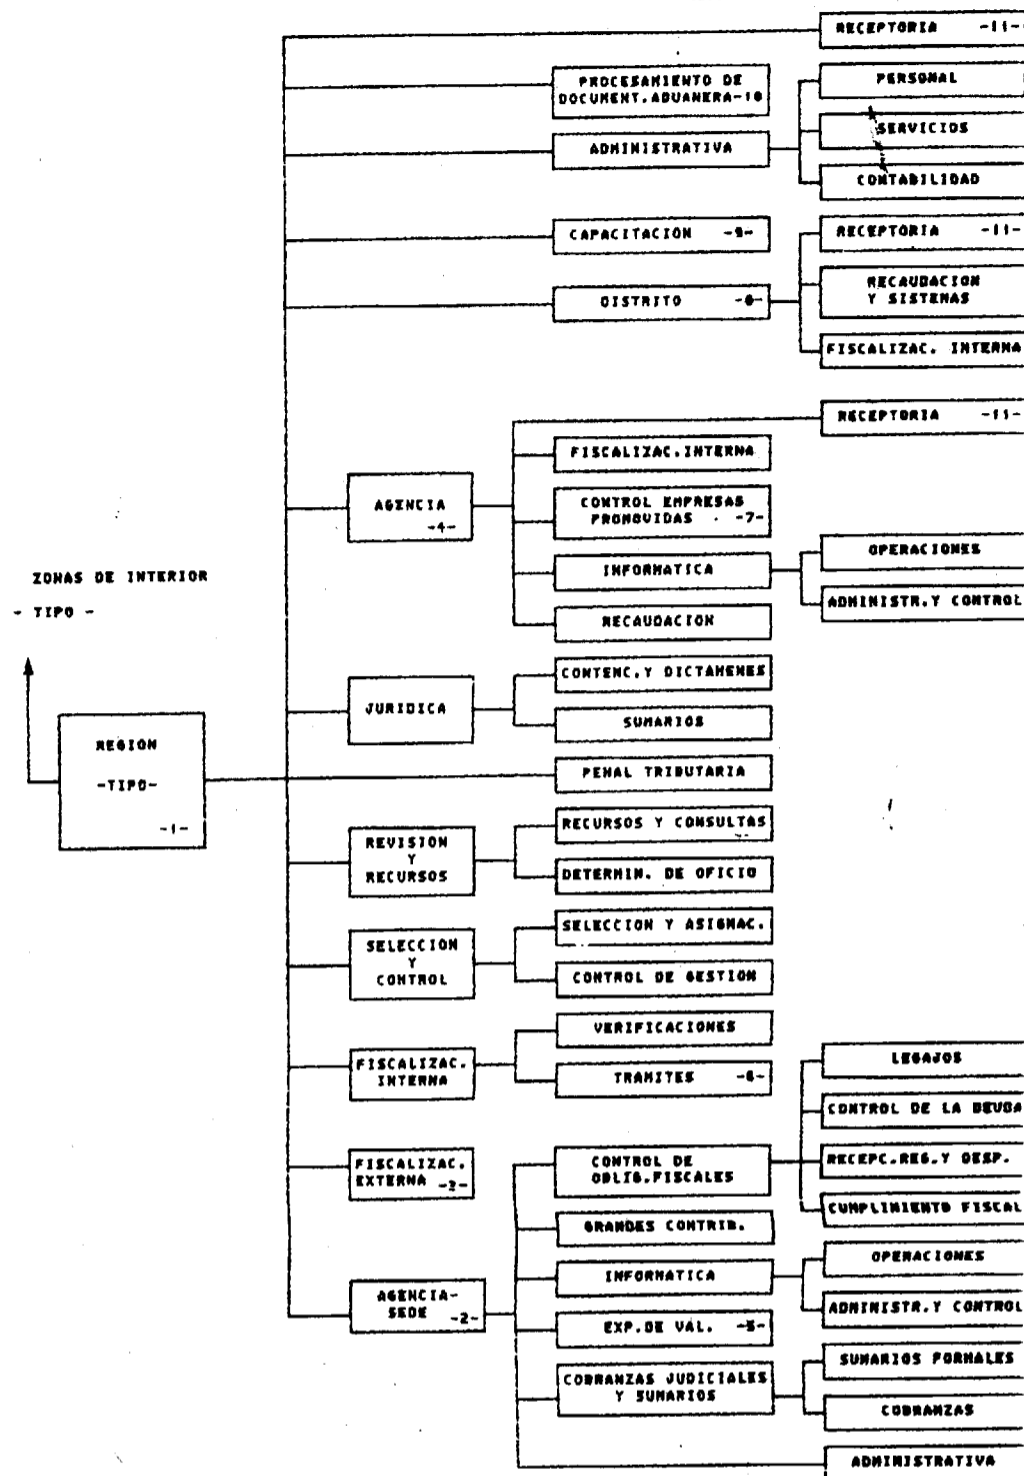 RECEPTORIA -11-
PROCESAMIENTO DE
DOCUMENT.ADUANERA-10
PERSONAL
SERVICIOS
ADMINISTRATIVA
CONTABILIDAD
CAPACITACION -9-
RECEPTORIA -11-
RECAUDACION
Y SISTEMAS
DISTRITO -8-
FISCALIZAC. INTERNA
RECEPTORIA -11-
FISCALIZAC.INTERNA
AGENCIA
-4-
CONTROL EMPRESAS
PROMOVIDAS -7-
OPERACIONES
INFORMATICA
ADMINISTR.Y CONTROL
RECAUDACION
ZONAS DE INTERIOR
- TIPO -
CONTENC.Y DICTAMENES
JURIDICA
SUMARIOS
REGION
-TIPO-
-1-
PENAL TRIBUTARIA
RECURSOS Y CONSULTAS
REVISION
Y
RECURSOS
DETERMIN. DE OFICIO
SELECCION Y ASIGNAC.
SELECCION
Y
CONTROL
CONTROL DE GESTION
VERIFICACIONES
FISCALIZAC.
INTERNA
TRAMITES -6-
LEGAJOS
CONTROL DE LA DEUDA
FISCALIZAC.
EXTERNA -3-
CONTROL DE
OBLIG.FISCALES
RECEPC.REG.Y DESP.
CUMPLIMIENTO FISCAL
GRANDES CONTRIB.
OPERACIONES
INFORMATICA
ADMINISTR.Y CONTROL
AGENCIA-
SEDE
-2-
EXP.DE VAL. -5-
SUMARIOS FORMALES
COBRANZAS JUDICIALES
Y SUMARIOS
COBRANZAS
ADMINISTRATIVA